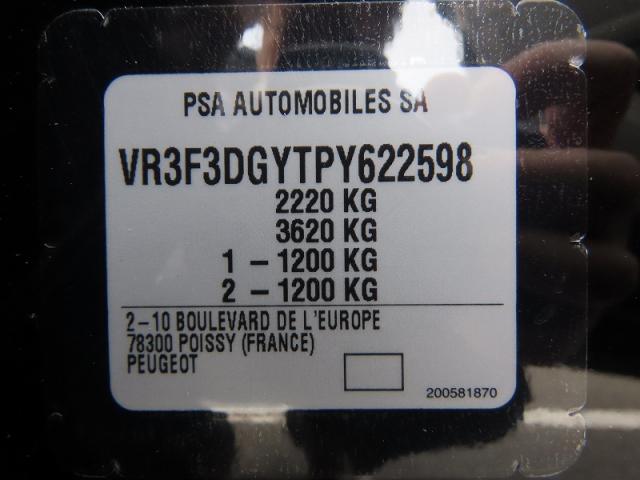 PSA AUTOMOBILES SA
VR3F3DGYTPY622598
2220 KG
3620 KG
1 – 1200 KG
2 – 1200 KG
2–10 BOULEVARD DE L'EUROPE
78300 POISSY (FRANCE)
PEUGEOT
200581870